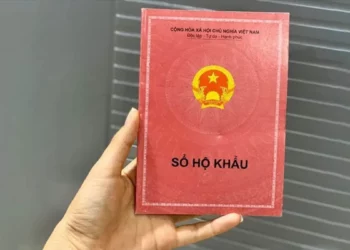 CỘNG HÒA XÃ HỘI CHỦ NGHĨA VIỆT NAM
Độc lập - Tự do - Hạnh phúc
SỔ HỘ KHẨU